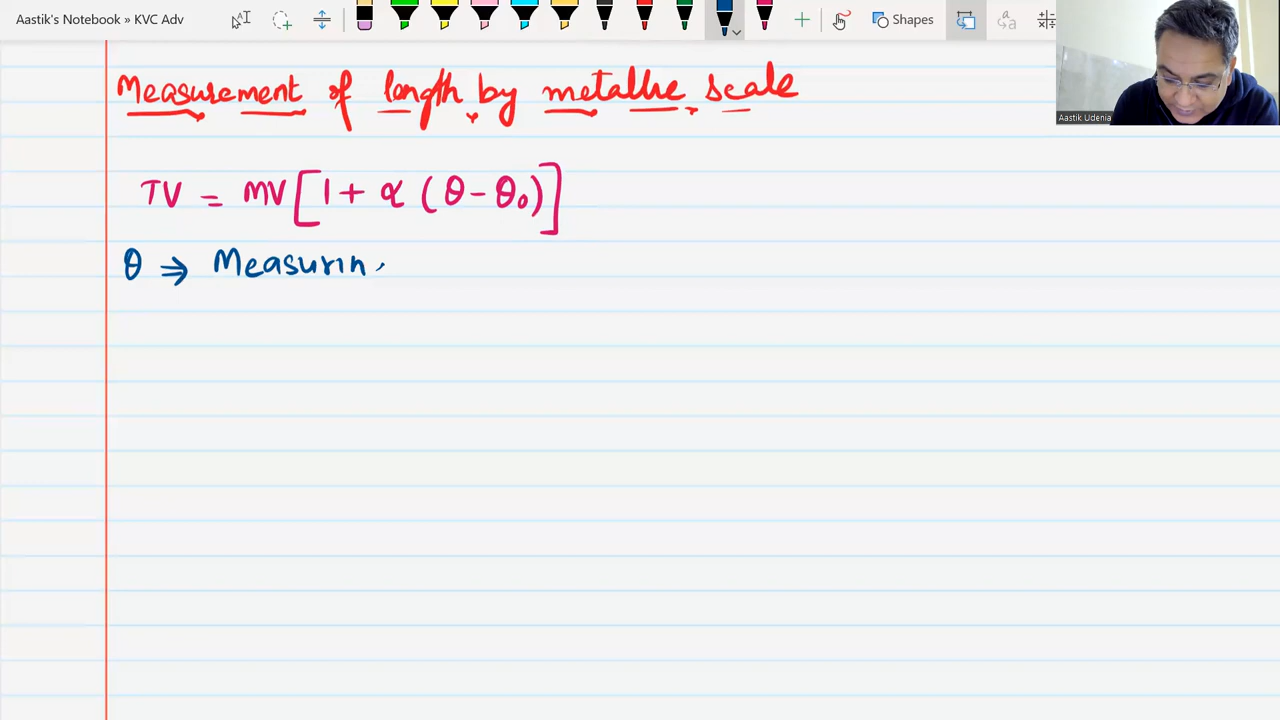 Aastik's Notebook » KVC Adv
Shapes
Aastik Udenia
Measurement of length by metallic scale
TV = MV[1 + α (θ - θ₀)]
θ ⇒ Measurin